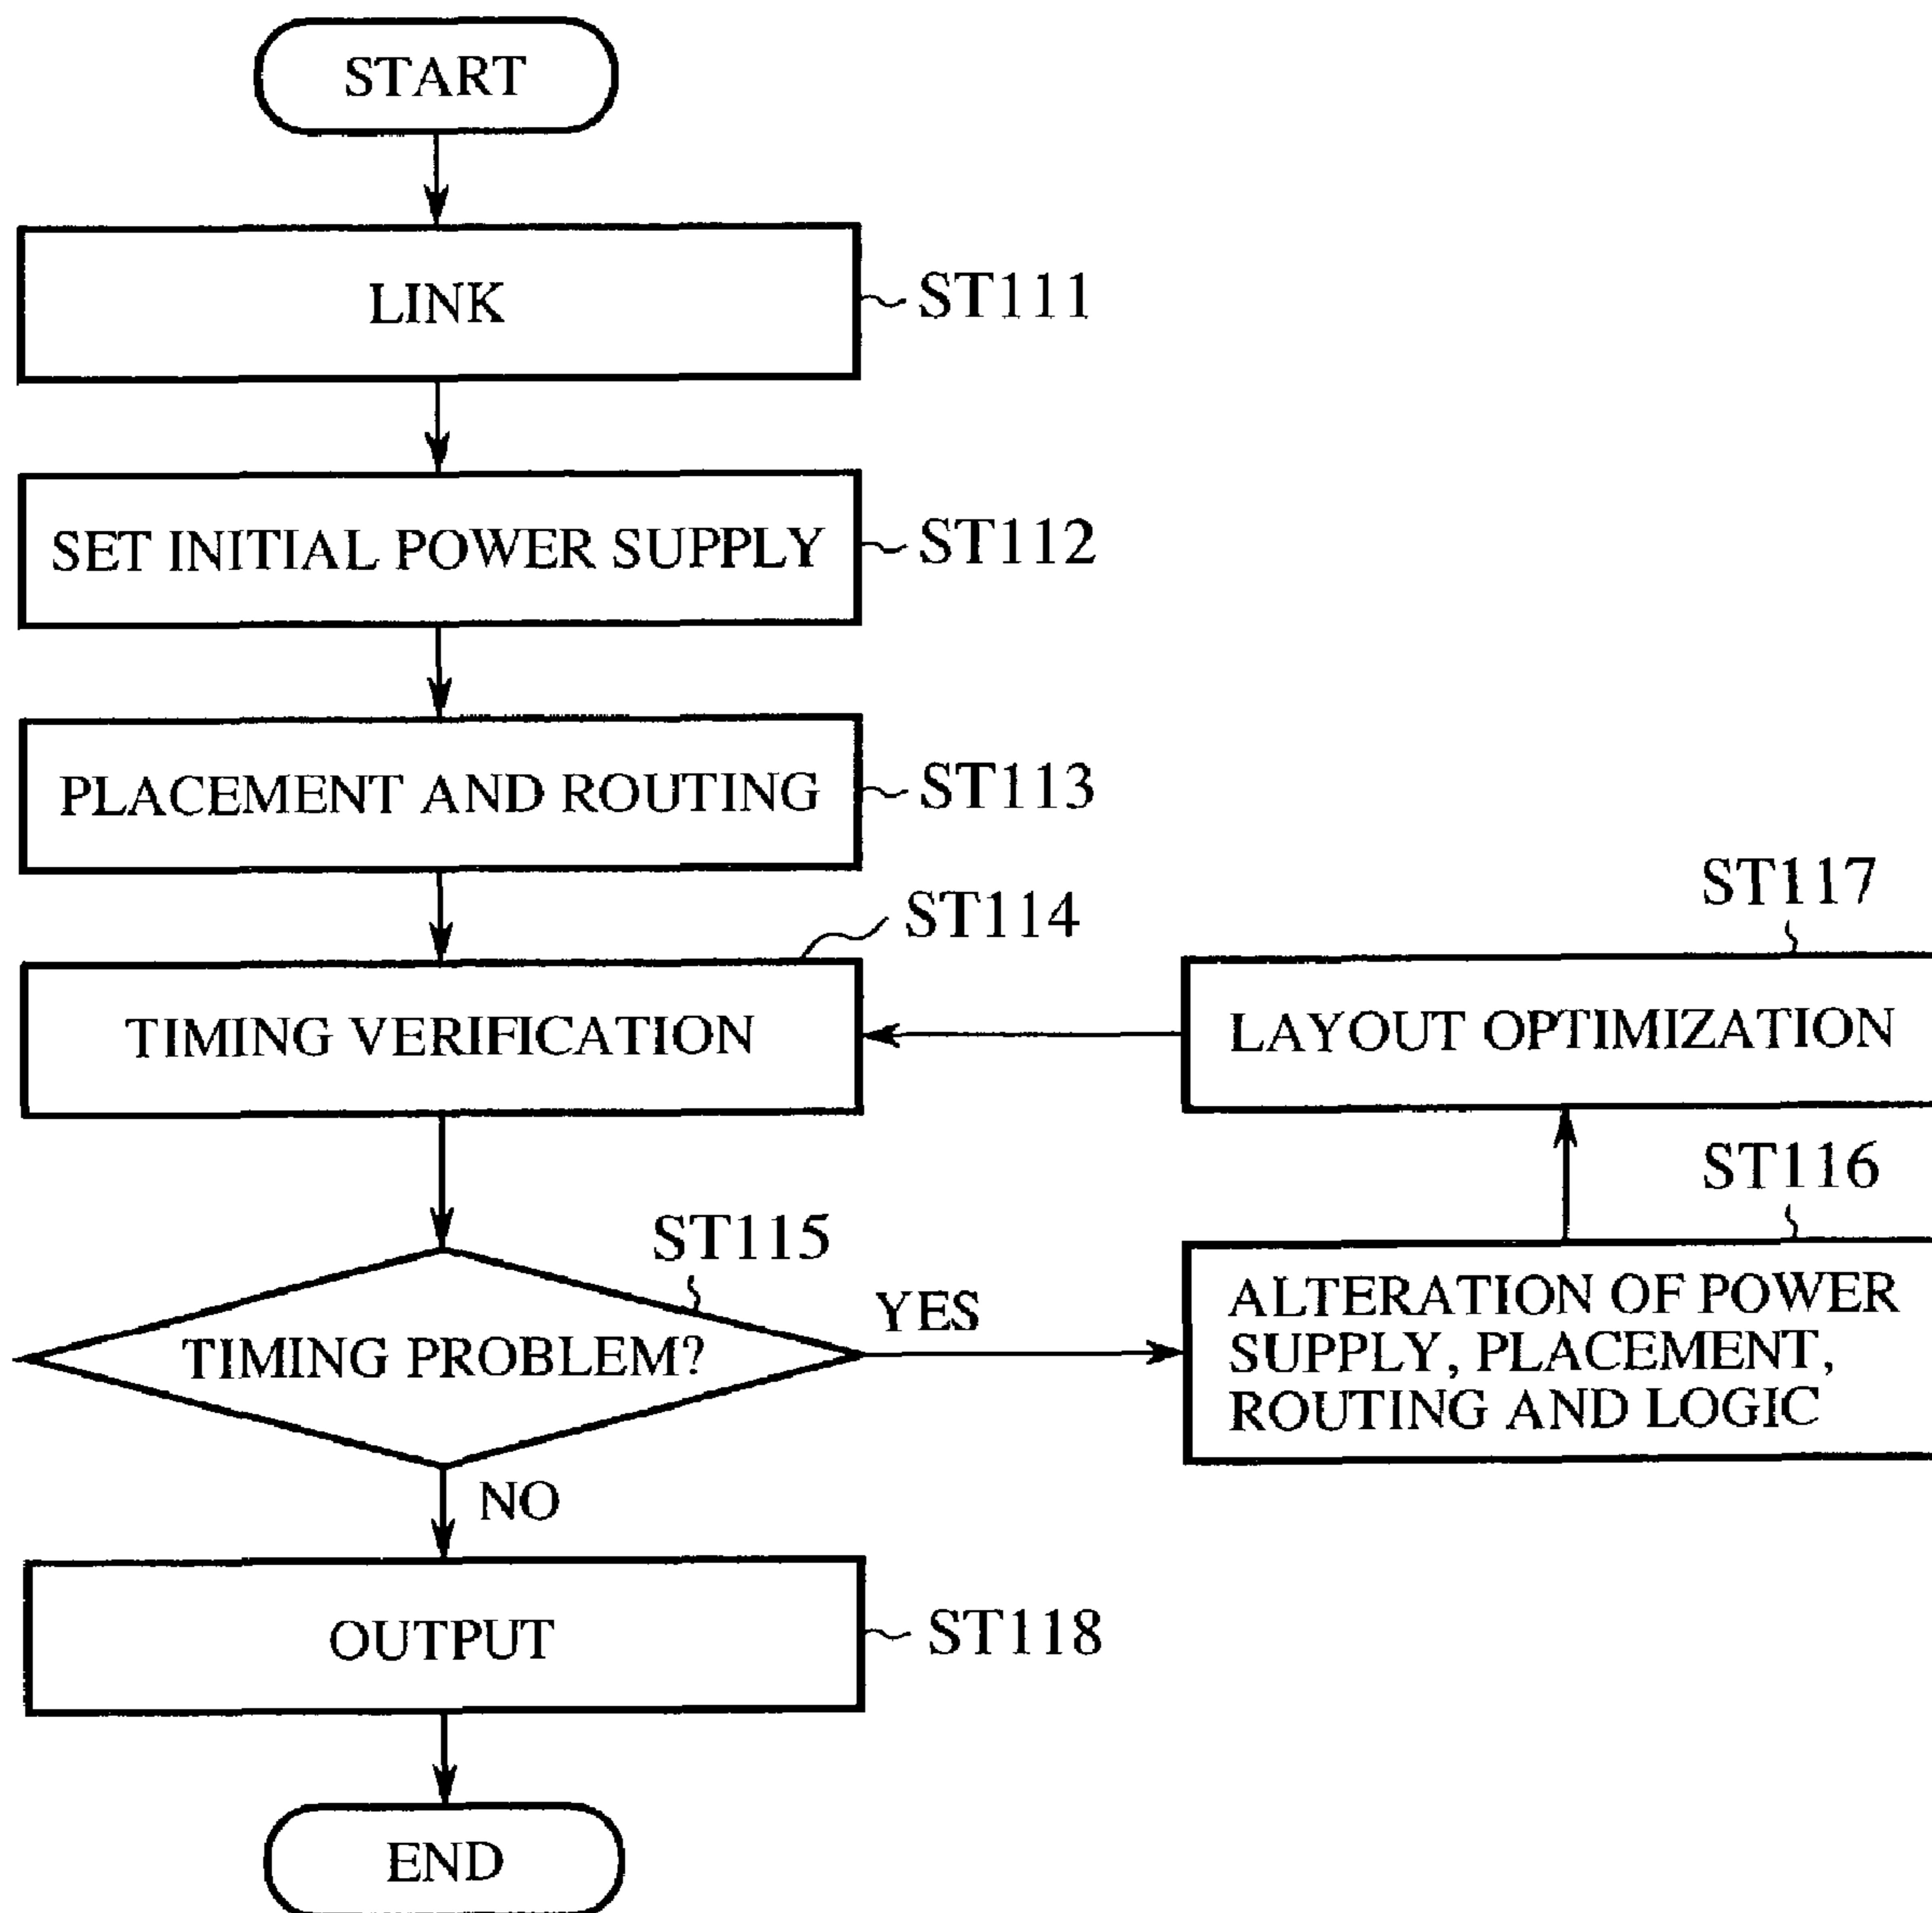 START
LINK
ST111
SET INITIAL POWER SUPPLY
ST112
PLACEMENT AND ROUTING
ST113
ST114
TIMING VERIFICATION
ST117
LAYOUT OPTIMIZATION
ST115
TIMING PROBLEM?
YES
ST116
ALTERATION OF POWER
SUPPLY, PLACEMENT,
ROUTING AND LOGIC
NO
OUTPUT
ST118
END